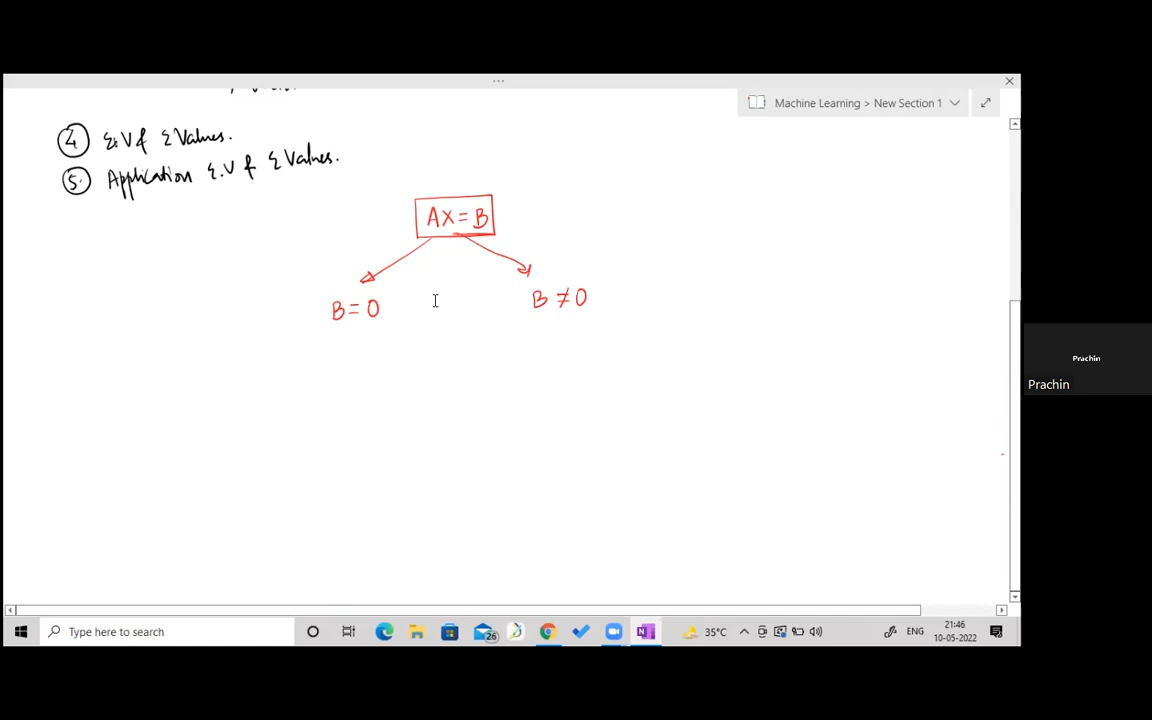 Machine Learning > New Section 1
④ E.V & E Values.
⑤ Application E.V & E Values.
AX = B
B = 0
B ≠ 0
Prachin
Prachin
Type here to search
26
35°C
ENG
21:46
10-05-2022